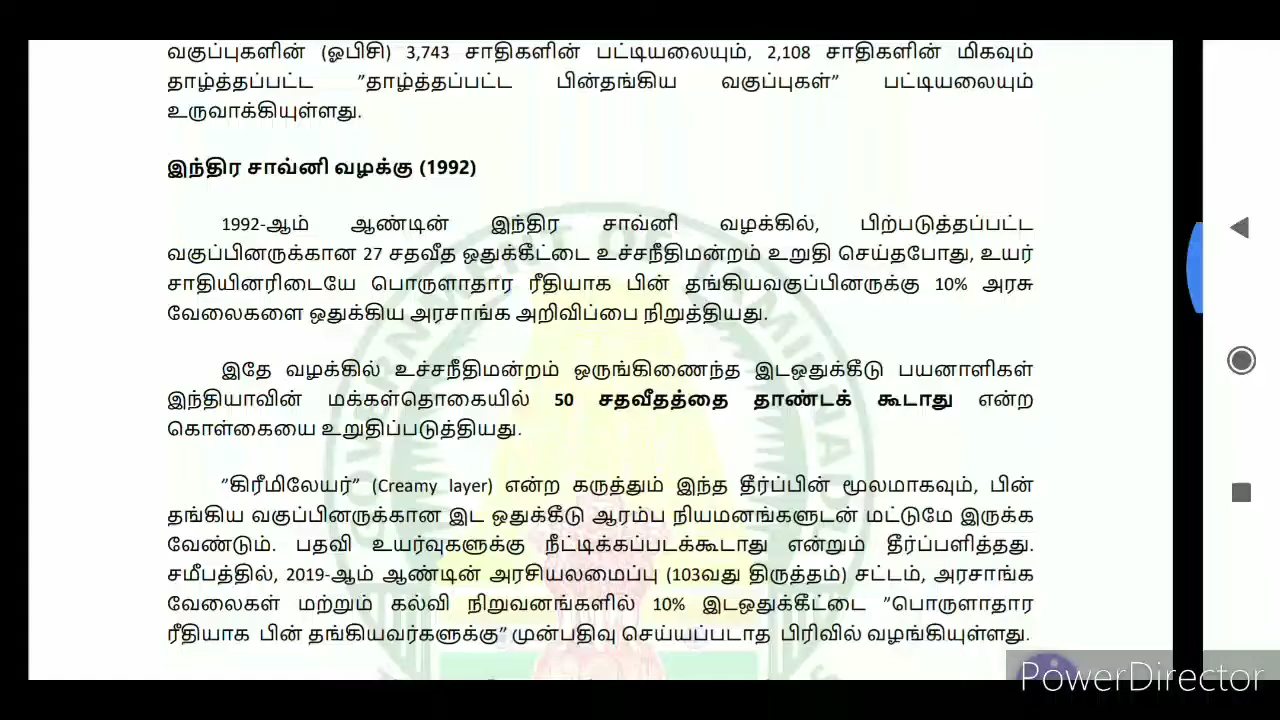 வகுப்புகளின் (ஓபிசி) 3,743 சாதிகளின் பட்டியலையும், 2,108 சாதிகளின் மிகவும்
தாழ்த்தப்பட்ட ”தாழ்த்தப்பட்ட பின்தங்கிய வகுப்புகள்” பட்டியலையும்
உருவாக்கியுள்ளது.
இந்திர சாவ்னி வழக்கு (1992)
1992-ஆம் ஆண்டின் இந்திர சாவ்னி வழக்கில், பிற்படுத்தப்பட்ட
வகுப்பினருக்கான 27 சதவீத ஒதுக்கீட்டை உச்சநீதிமன்றம் உறுதி செய்தபோது, உயர்
சாதியினரிடையே பொருளாதார ரீதியாக பின் தங்கியவகுப்பினருக்கு 10% அரசு
வேலைகளை ஒதுக்கிய அரசாங்க அறிவிப்பை நிறுத்தியது.
இதே வழக்கில் உச்சநீதிமன்றம் ஒருங்கிணைந்த இடஒதுக்கீடு பயனாளிகள்
இந்தியாவின் மக்கள்தொகையில் 50 சதவீதத்தை தாண்டக் கூடாது என்ற
கொள்கையை உறுதிப்படுத்தியது.
”கிரீமிலேயர்” (Creamy layer) என்ற கருத்தும் இந்த தீர்ப்பின் மூலமாகவும், பின்
தங்கிய வகுப்பினருக்கான இட ஒதுக்கீடு ஆரம்ப நியமனங்களுடன் மட்டுமே இருக்க
வேண்டும். பதவி உயர்வுகளுக்கு நீட்டிக்கப்படக்கூடாது என்றும் தீர்ப்பளித்தது.
சமீபத்தில், 2019-ஆம் ஆண்டின் அரசியலமைப்பு (103வது திருத்தம்) சட்டம், அரசாங்க
வேலைகள் மற்றும் கல்வி நிறுவனங்களில் 10% இடஒதுக்கீட்டை ”பொருளாதார
ரீதியாக பின் தங்கியவர்களுக்கு” முன்பதிவு செய்யப்படாத பிரிவில் வழங்கியுள்ளது.
GOVERNMENT OF TAMILNADU
PowerDirector